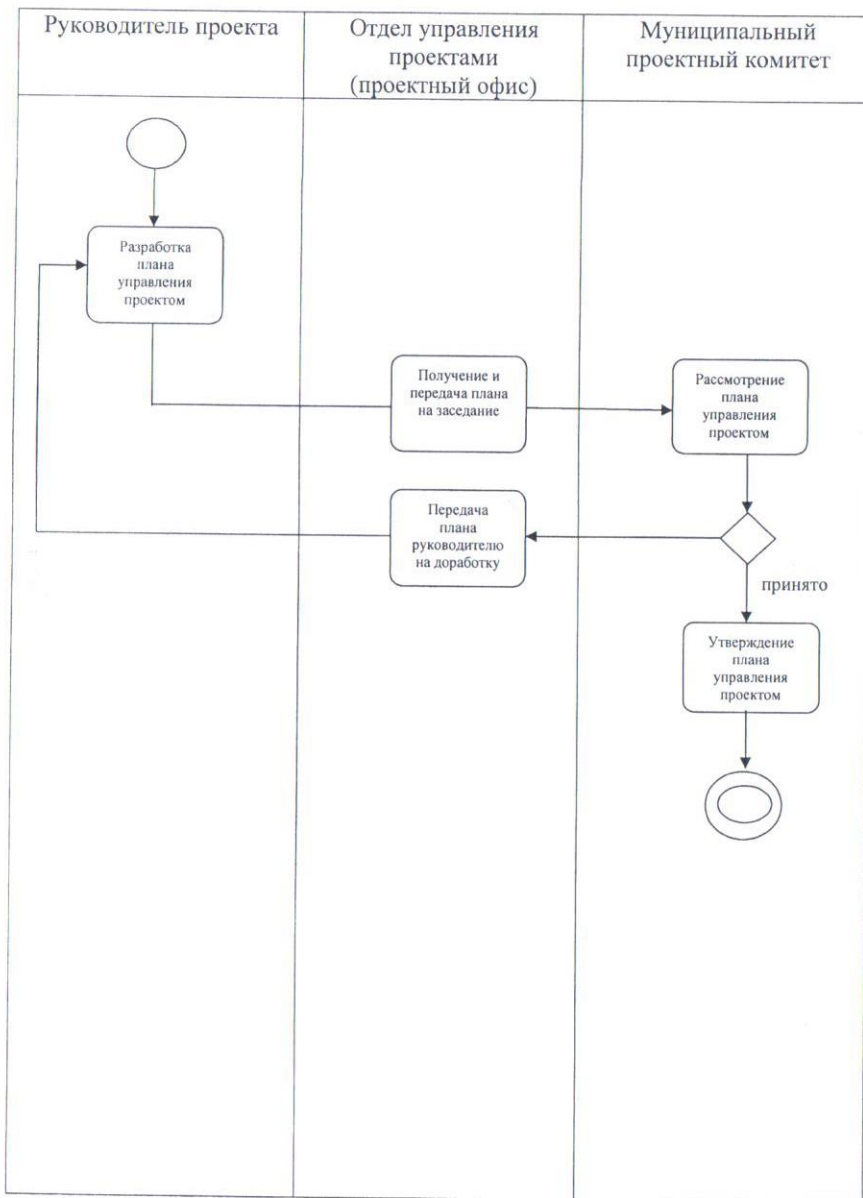 Руководитель проекта
Отдел управления
проектами
(проектный офис)
Муниципальный
проектный комитет
Разработка
плана
управления
проектом
Получение и
передача плана
на заседание
Рассмотрение
плана
управления
проектом
Передача
плана
руководителю
на доработку
принято
Утверждение
плана
управления
проектом